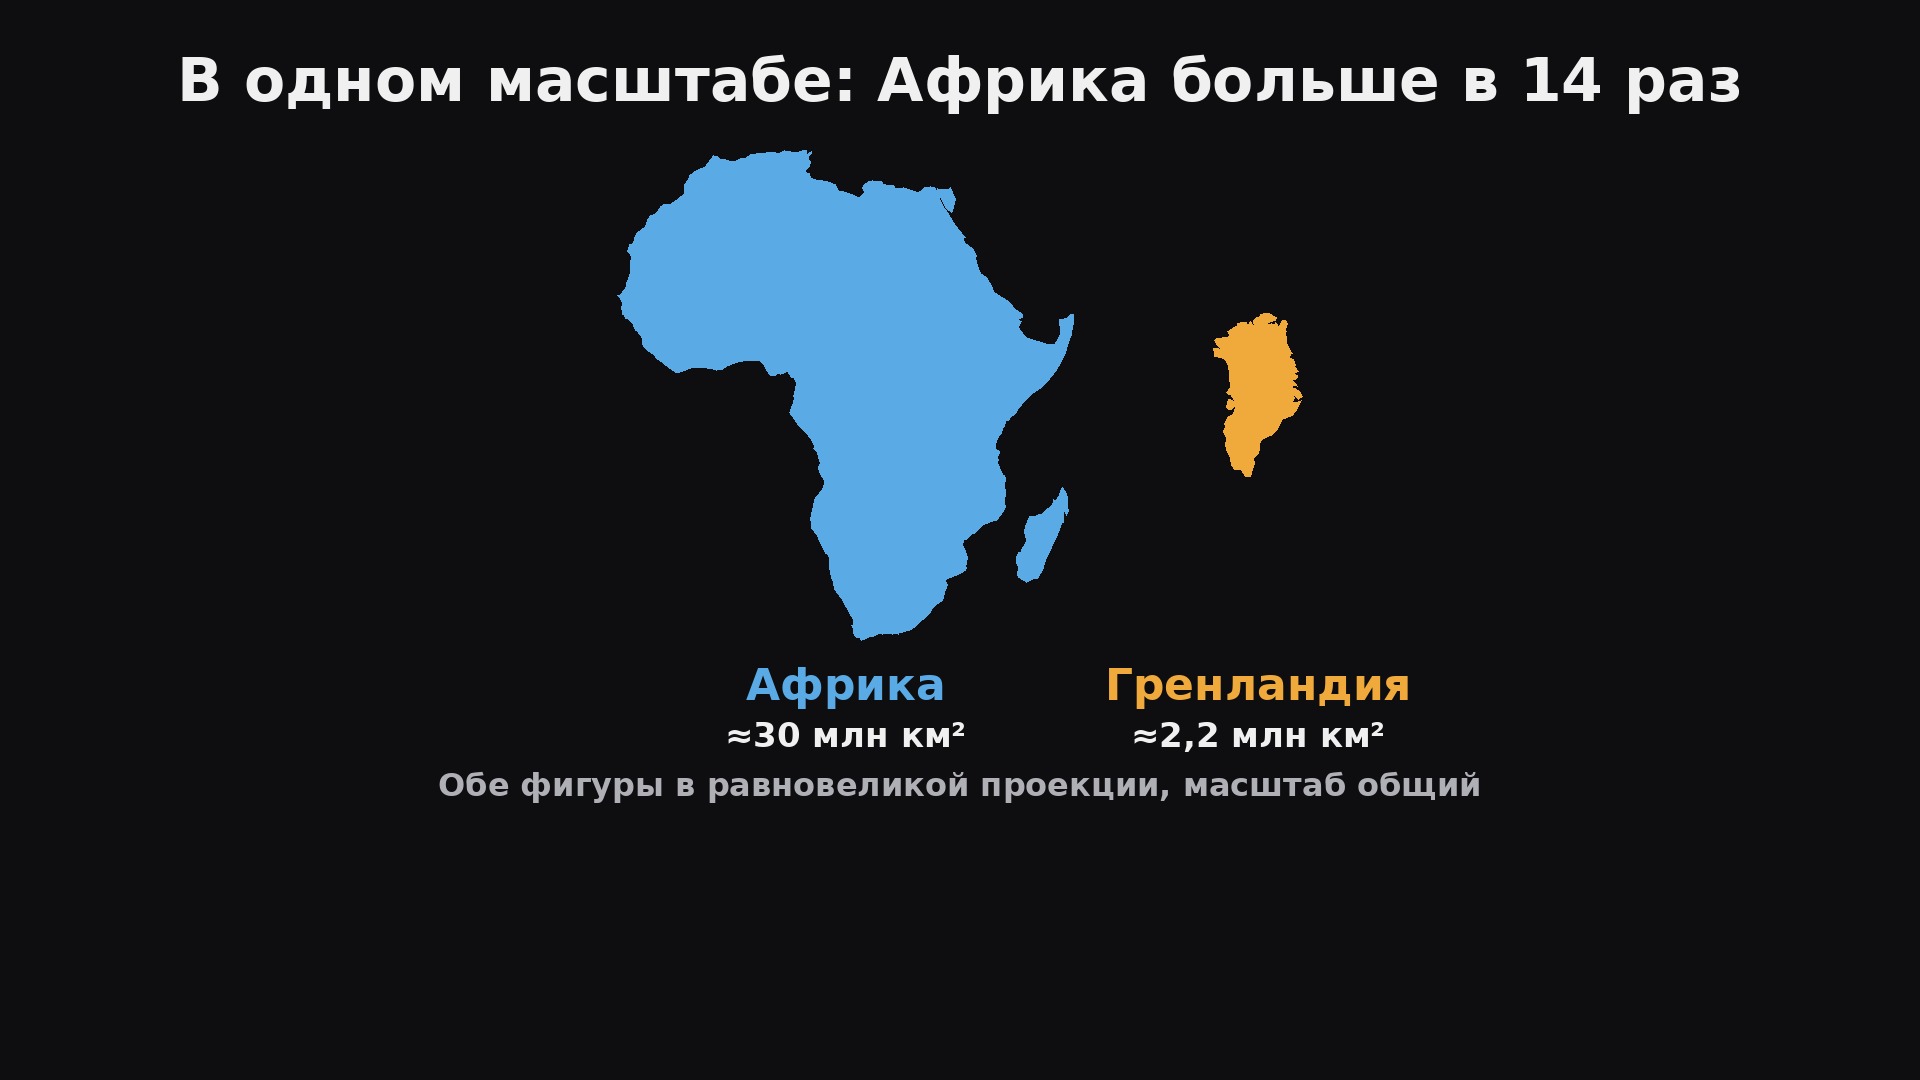 В одном масштабе: Африка больше в 14 раз
Африка
≈30 млн км²
Гренландия
≈2,2 млн км²
Обе фигуры в равновеликой проекции, масштаб общий